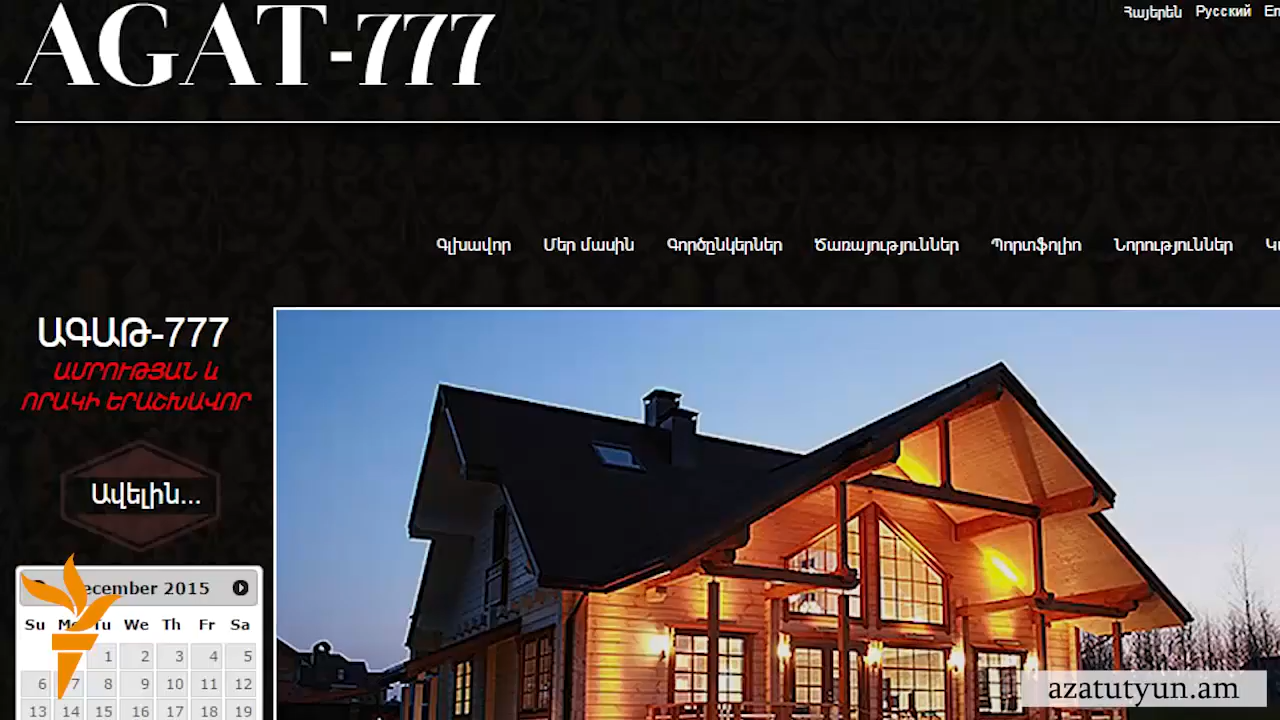 AGAT-777
Հայերեն Русский En
Գլխավոր Մեր մասին Գործընկերներ Ծառայություններ Պորտֆոլիո Նորություններ
ԱԳԱԹ-777
ԱՄՐՈՒԹՅԱՆ և
ՈՐԱԿԻ ԵՐԱՇԽԱՎՈՐ
Ավելին...
December 2015
Su Mo Tu We Th Fr Sa
1 2 3 4 5
6 7 8 9 10 11 12
13 14 15 16 17 18 19
azatutyun.am